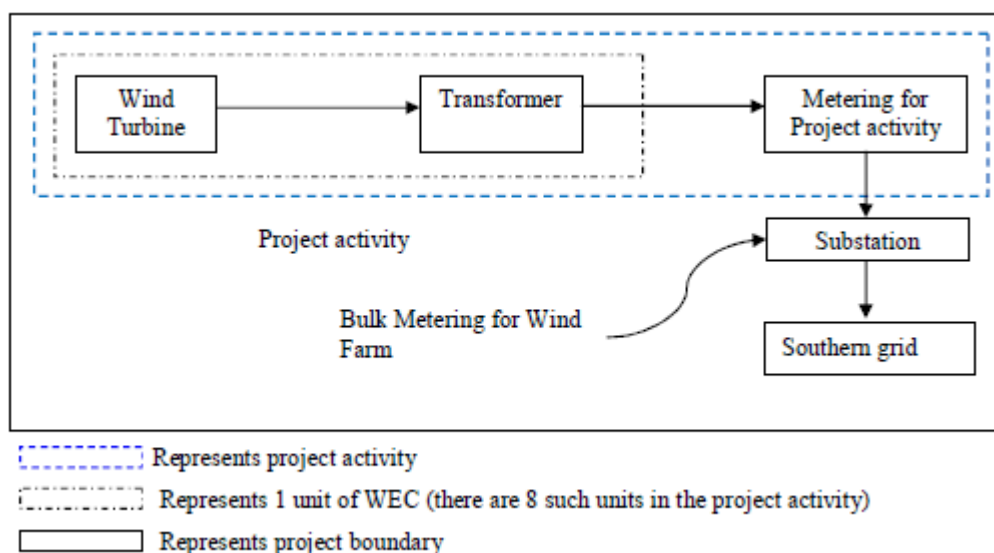 Wind
Turbine
Transformer
Metering for
Project activity
Project activity
Substation
Bulk Metering for Wind
Farm
Southern grid
Represents project activity
Represents 1 unit of WEC (there are 8 such units in the project activity)
Represents project boundary